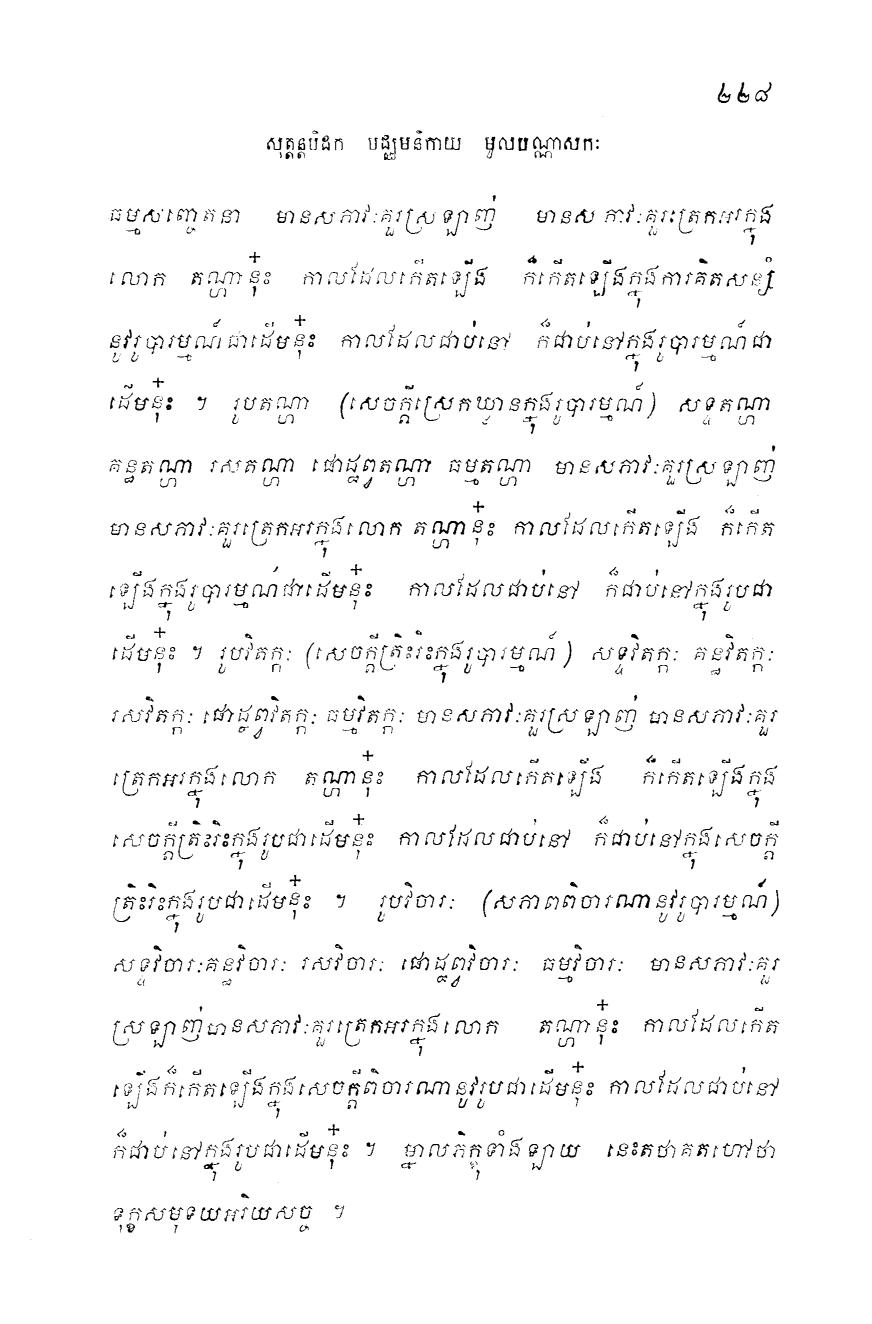 ២២៨
សុត្តន្តបិដក មជ្ឈមនិកាយ មូលបណ្ណាសកៈ
ធម្មសញ្ចេតនា មានសភាវៈគួរស្រឡាញ់ មានសភាវៈគួរត្រេកអរក្នុង
លោក តណ្ហានុ៎ះ កាលដែលកើតឡើង ក៏កើតឡើងក្នុងការគិតសន្សំ
នូវរូបារម្មណ៍ជាដើមនុ៎ះ កាលដែលជាប់នៅ ក៏ជាប់នៅក្នុងរូបារម្មណ៍ជា
ដើមនុ៎ះ ។ រូបតណ្ហា (សេចក្តីស្រេកឃ្លានក្នុងរូបារម្មណ៍) សទ្ទតណ្ហា
គន្ធតណ្ហា រសតណ្ហា ផោដ្ឋព្វតណ្ហា ធម្មតណ្ហា មានសភាវៈគួរស្រឡាញ់
មានសភាវៈគួរត្រេកអរក្នុងលោក តណ្ហានុ៎ះ កាលដែលកើតឡើង ក៏កើត
ឡើងក្នុងរូបារម្មណ៍ជាដើមនុ៎ះ កាលដែលជាប់នៅ ក៏ជាប់នៅក្នុងរូបជា
ដើមនុ៎ះ ។ រូបវិតក្កៈ (សេចក្តីត្រិះរិះក្នុងរូបារម្មណ៍) សទ្ទវិតក្កៈ គន្ធវិតក្កៈ
រសវិតក្កៈ ផោដ្ឋព្វវិតក្កៈ ធម្មវិតក្កៈ មានសភាវៈគួរស្រឡាញ់ មានសភាវៈគួរ
ត្រេកអរក្នុងលោក តណ្ហានុ៎ះ កាលដែលកើតឡើង ក៏កើតឡើងក្នុង
សេចក្តីត្រិះរិះក្នុងរូបជាដើមនុ៎ះ កាលដែលជាប់នៅ ក៏ជាប់នៅក្នុងសេចក្តី
ត្រិះរិះក្នុងរូបជាដើមនុ៎ះ ។ រូបវិចារៈ (សភាពពិចារណានូវរូបារម្មណ៍)
សទ្ទវិចារៈគន្ធវិចារៈ រសវិចារៈ ផោដ្ឋព្វវិចារៈ ធម្មវិចារៈ មានសភាវៈគួរ
ស្រឡាញ់មានសភាវៈគួរត្រេកអរក្នុងលោក តណ្ហានុ៎ះ កាលដែលកើត
ឡើងក៏កើតឡើងក្នុងសេចក្តីពិចារណានូវរូបជាដើមនុ៎ះ កាលដែលជាប់នៅ
ក៏ជាប់នៅក្នុងរូបជាដើមនុ៎ះ ។ ម្នាលភិក្ខុទាំងឡាយ នេះតថាគតហៅថា
ទុក្ខសមុទយអរិយសច្ច ។